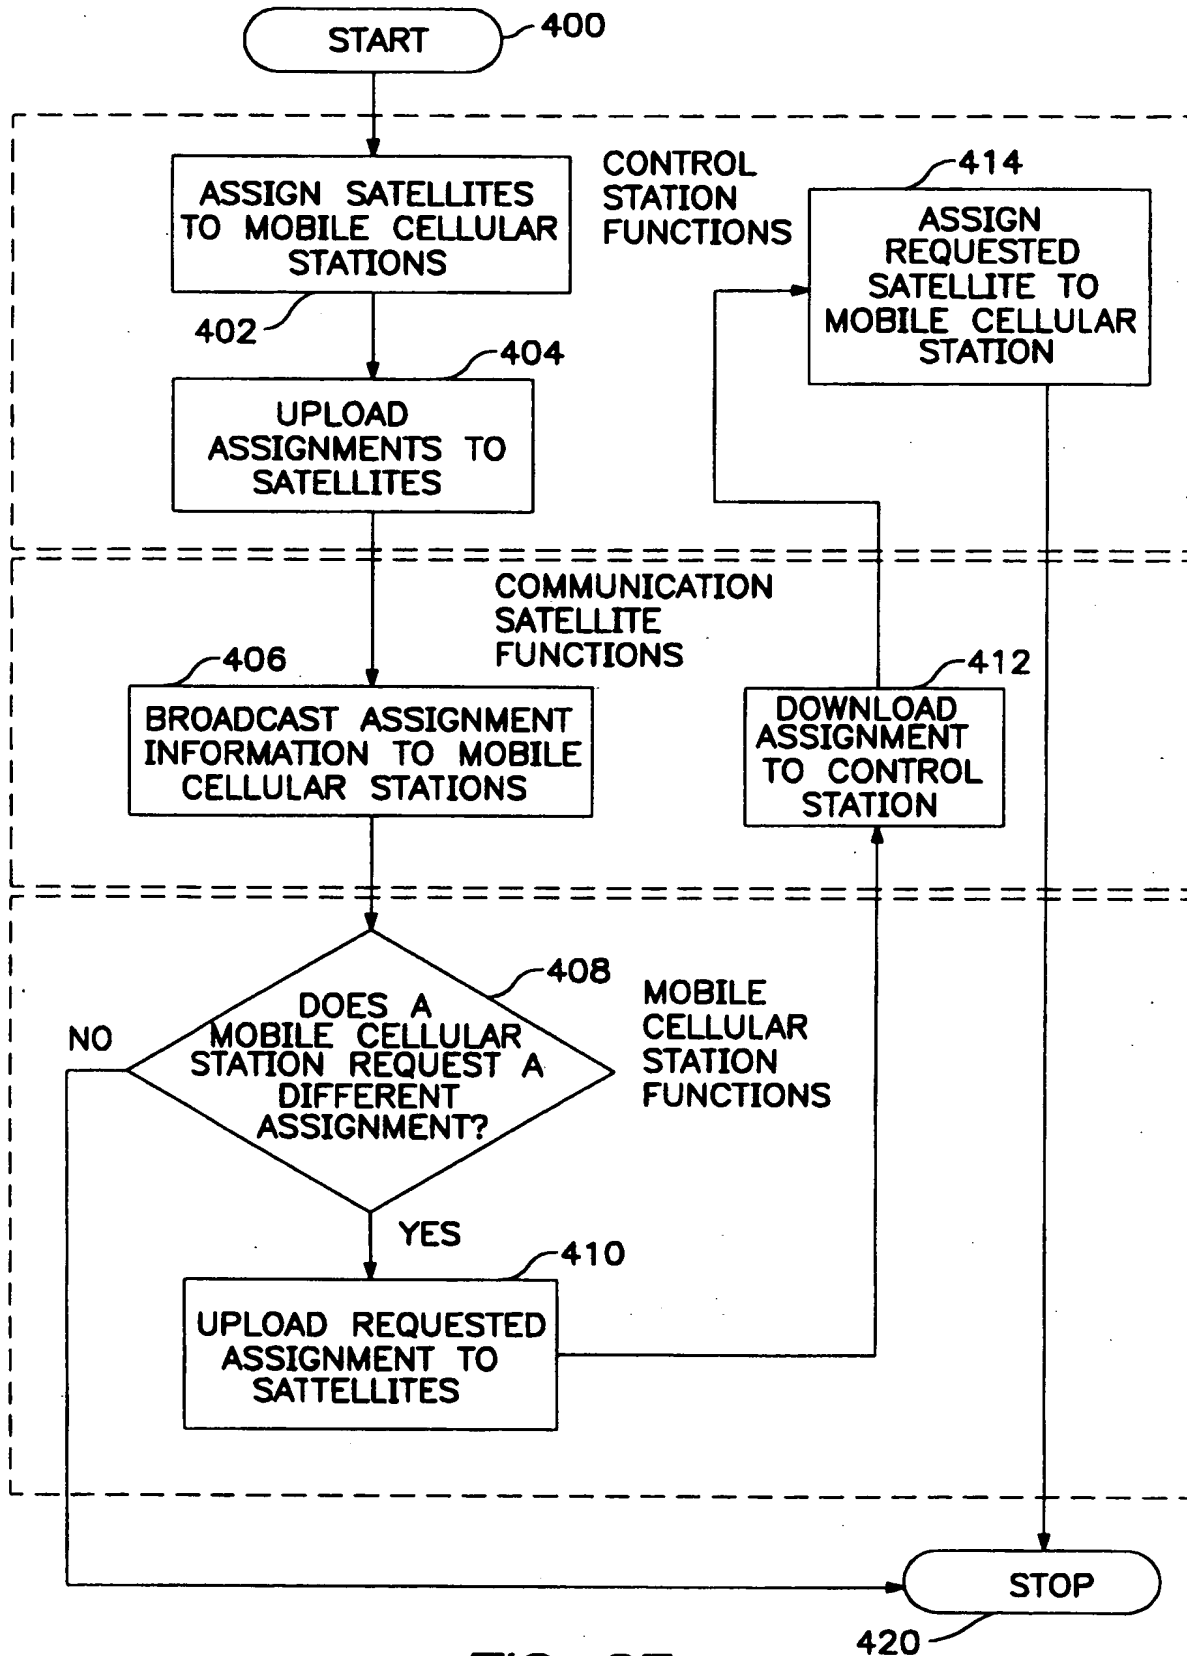 START
400
ASSIGN SATELLITES
TO MOBILE CELLULAR
STATIONS
402
CONTROL
STATION
FUNCTIONS
414
ASSIGN
REQUESTED
SATELLITE TO
MOBILE CELLULAR
STATION
404
UPLOAD
ASSIGNMENTS TO
SATELLITES
COMMUNICATION
SATELLITE
FUNCTIONS
406
BROADCAST ASSIGNMENT
INFORMATION TO MOBILE
CELLULAR STATIONS
412
DOWNLOAD
ASSIGNMENT
TO CONTROL
STATION
408
DOES A
MOBILE CELLULAR
STATION REQUEST A
DIFFERENT
ASSIGNMENT?
NO
MOBILE
CELLULAR
STATION
FUNCTIONS
YES
410
UPLOAD REQUESTED
ASSIGNMENT TO
SATTELLITES
STOP
420